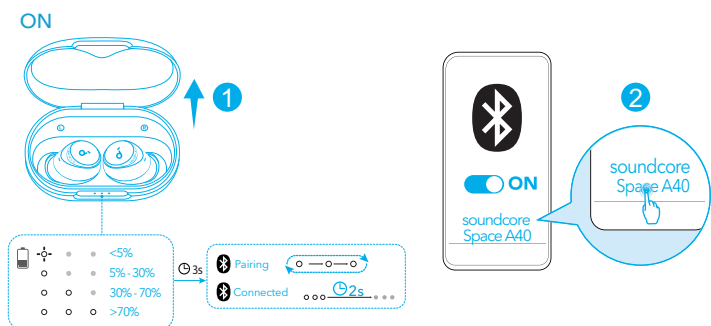 ON
1
L
R
<5%
5% - 30%
30% - 70%
>70%
3s
Pairing
Connected
2s
ON
soundcore
Space A40
2
soundcore
Space A40